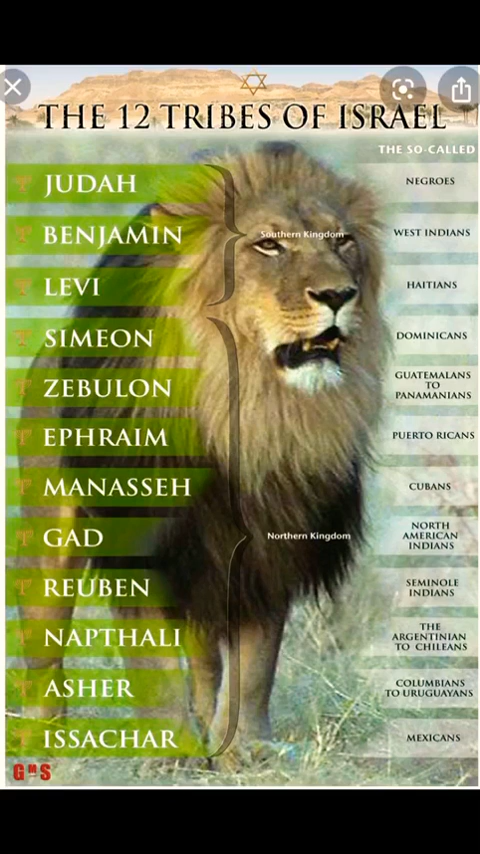 THE 12 TRIBES OF ISRAEL
THE SO-CALLED
JUDAH
NEGROES
BENJAMIN
Southern Kingdom
WEST INDIANS
LEVI
HAITIANS
SIMEON
DOMINICANS
ZEBULON
GUATEMALANS
TO
PANAMANIANS
EPHRAIM
PUERTO RICANS
MANASSEH
CUBANS
GAD
Northern Kingdom
NORTH
AMERICAN
INDIANS
REUBEN
SEMINOLE
INDIANS
NAPTHALI
THE
ARGENTINIAN
TO CHILEANS
ASHER
COLUMBIANS
TO URUGUAYANS
ISSACHAR
MEXICANS
GMS